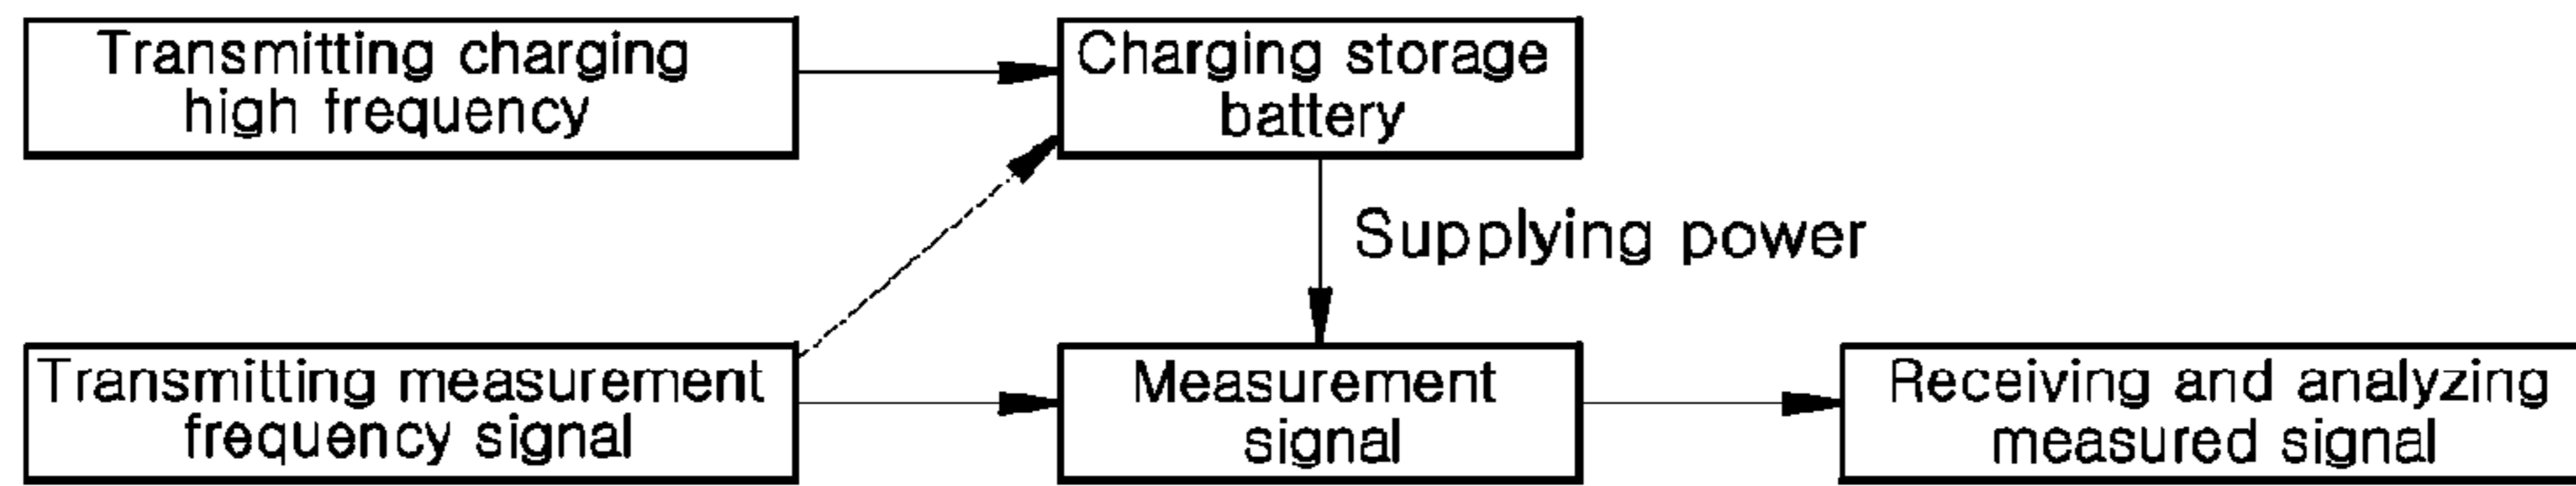 Transmitting charging
high frequency
Charging storage
battery
Supplying power
Transmitting measurement
frequency signal
Measurement
signal
Receiving and analyzing
measured signal